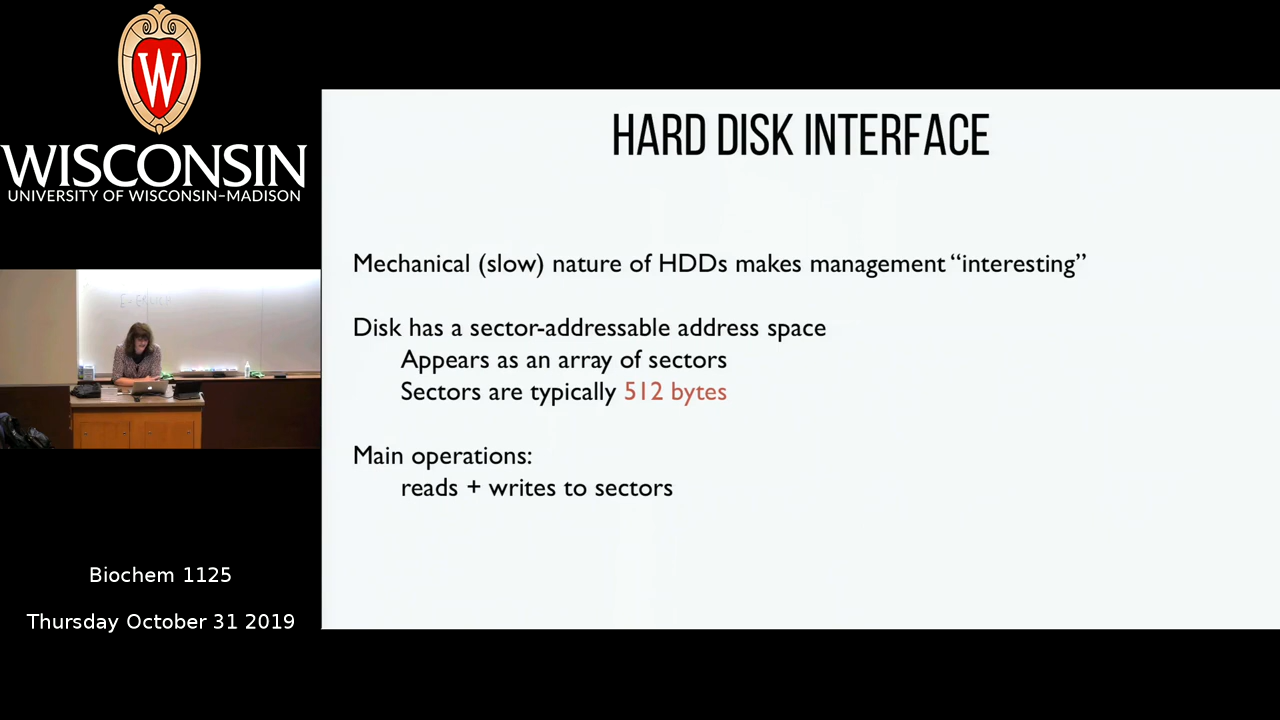 W
WISCONSIN
UNIVERSITY OF WISCONSIN–MADISON
HARD DISK INTERFACE
Mechanical (slow) nature of HDDs makes management “interesting”
Disk has a sector-addressable address space
Appears as an array of sectors
Sectors are typically 512 bytes
Main operations:
reads + writes to sectors
Biochem 1125
Thursday October 31 2019